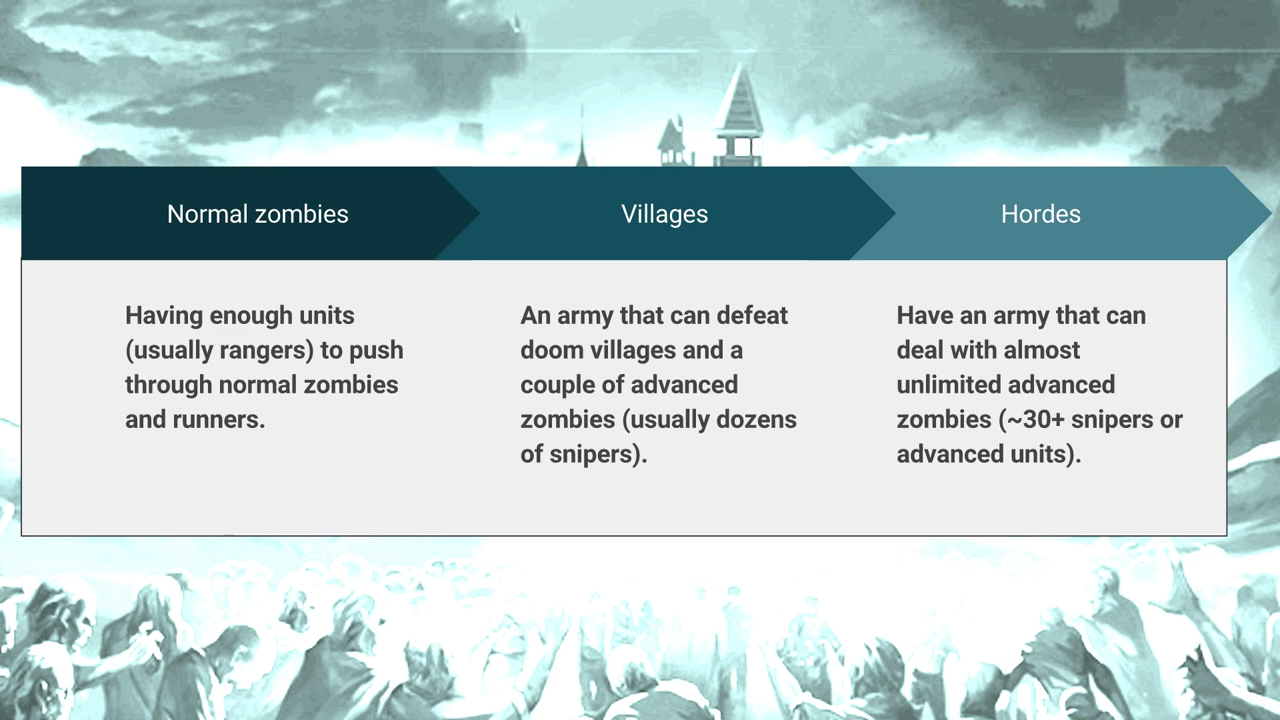 Normal zombies
Villages
Hordes
Having enough units
(usually rangers) to push
through normal zombies
and runners.
An army that can defeat
doom villages and a
couple of advanced
zombies (usually dozens
of snipers).
Have an army that can
deal with almost
unlimited advanced
zombies (~30+ snipers or
advanced units).